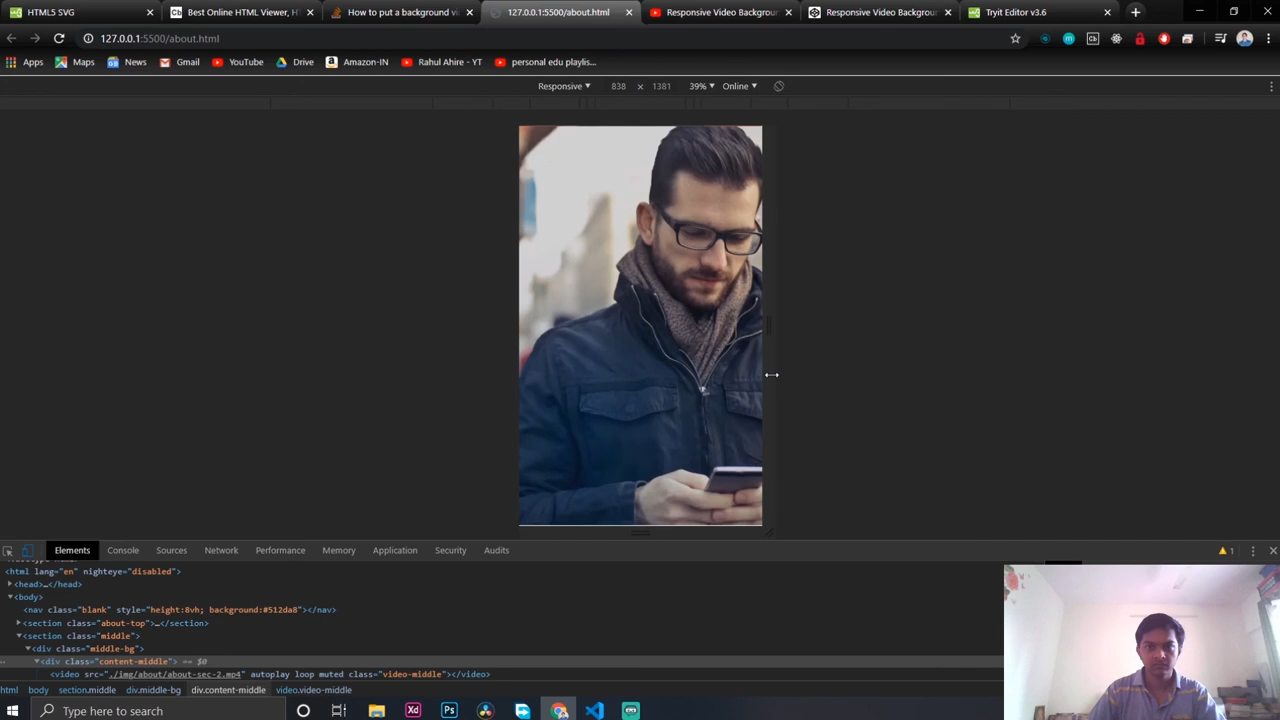 HTML5 SVG
Best Online HTML Viewer, H
How to put a background vi
127.0.0.1:5500/about.html
Responsive Video Backgroun
Responsive Video Backgroun
Tryit Editor v3.6
127.0.0.1:5500/about.html
Apps Maps News Gmail YouTube Drive Amazon-IN Rahul Ahire - YT personal edu playlis...
Responsive 838 × 1381 39% Online
Elements Console Sources Network Performance Memory Application Security Audits 1
<html lang="en" nighteye="disabled">
<head>…</head>
<body>
<nav class="blank" style="height:8vh; background:#512da8"></nav>
<section class="about-top">…</section>
<section class="middle">
<div class="middle-bg">
<div class="content-middle"> == $0
<video src="./img/about/about-sec-2.mp4" autoplay loop muted class="video-middle"></video>
html body section.middle div.middle-bg div.content-middle video.video-middle
Type here to search